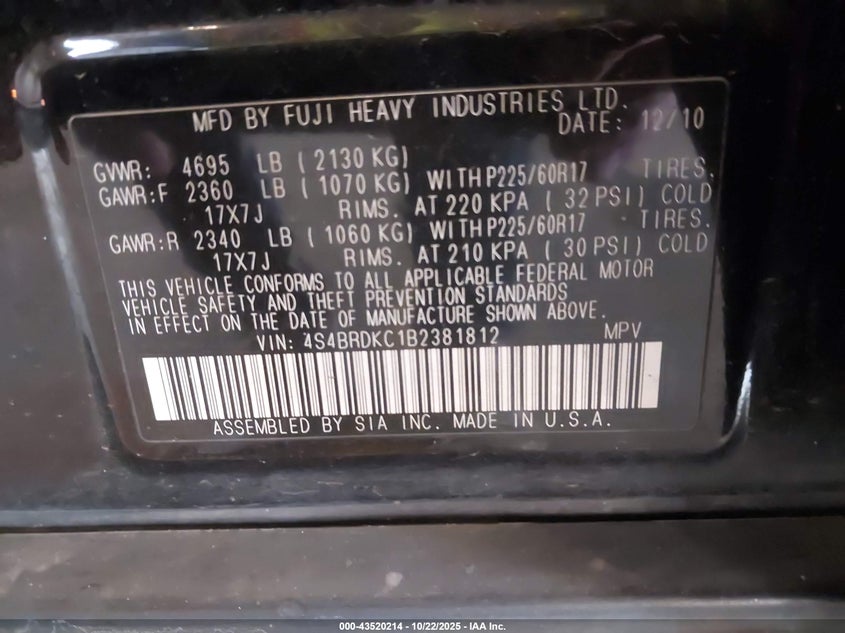 MFD BY FUJI HEAVY INDUSTRIES LTD.
DATE: 12/10
GVWR: 4695 LB ( 2130 KG)
GAWR:F 2360 LB ( 1070 KG) WITH P225/60R17 TIRES.
17X7J RIMS. AT 220 KPA ( 32 PSI) COLD
GAWR:R 2340 LB ( 1060 KG) WITH P225/60R17 TIRES.
17X7J RIMS. AT 210 KPA ( 30 PSI) COLD
THIS VEHICLE CONFORMS TO ALL APPLICABLE FEDERAL MOTOR
VEHICLE SAFETY AND THEFT PREVENTION STANDARDS
IN EFFECT ON THE DATE OF MANUFACTURE SHOWN ABOVE.
VIN: 4S4BRDKC1B2381812 MPV
ASSEMBLED BY SIA INC. MADE IN U.S.A.
000-43520214 - 10/22/2025 - IAA Inc.